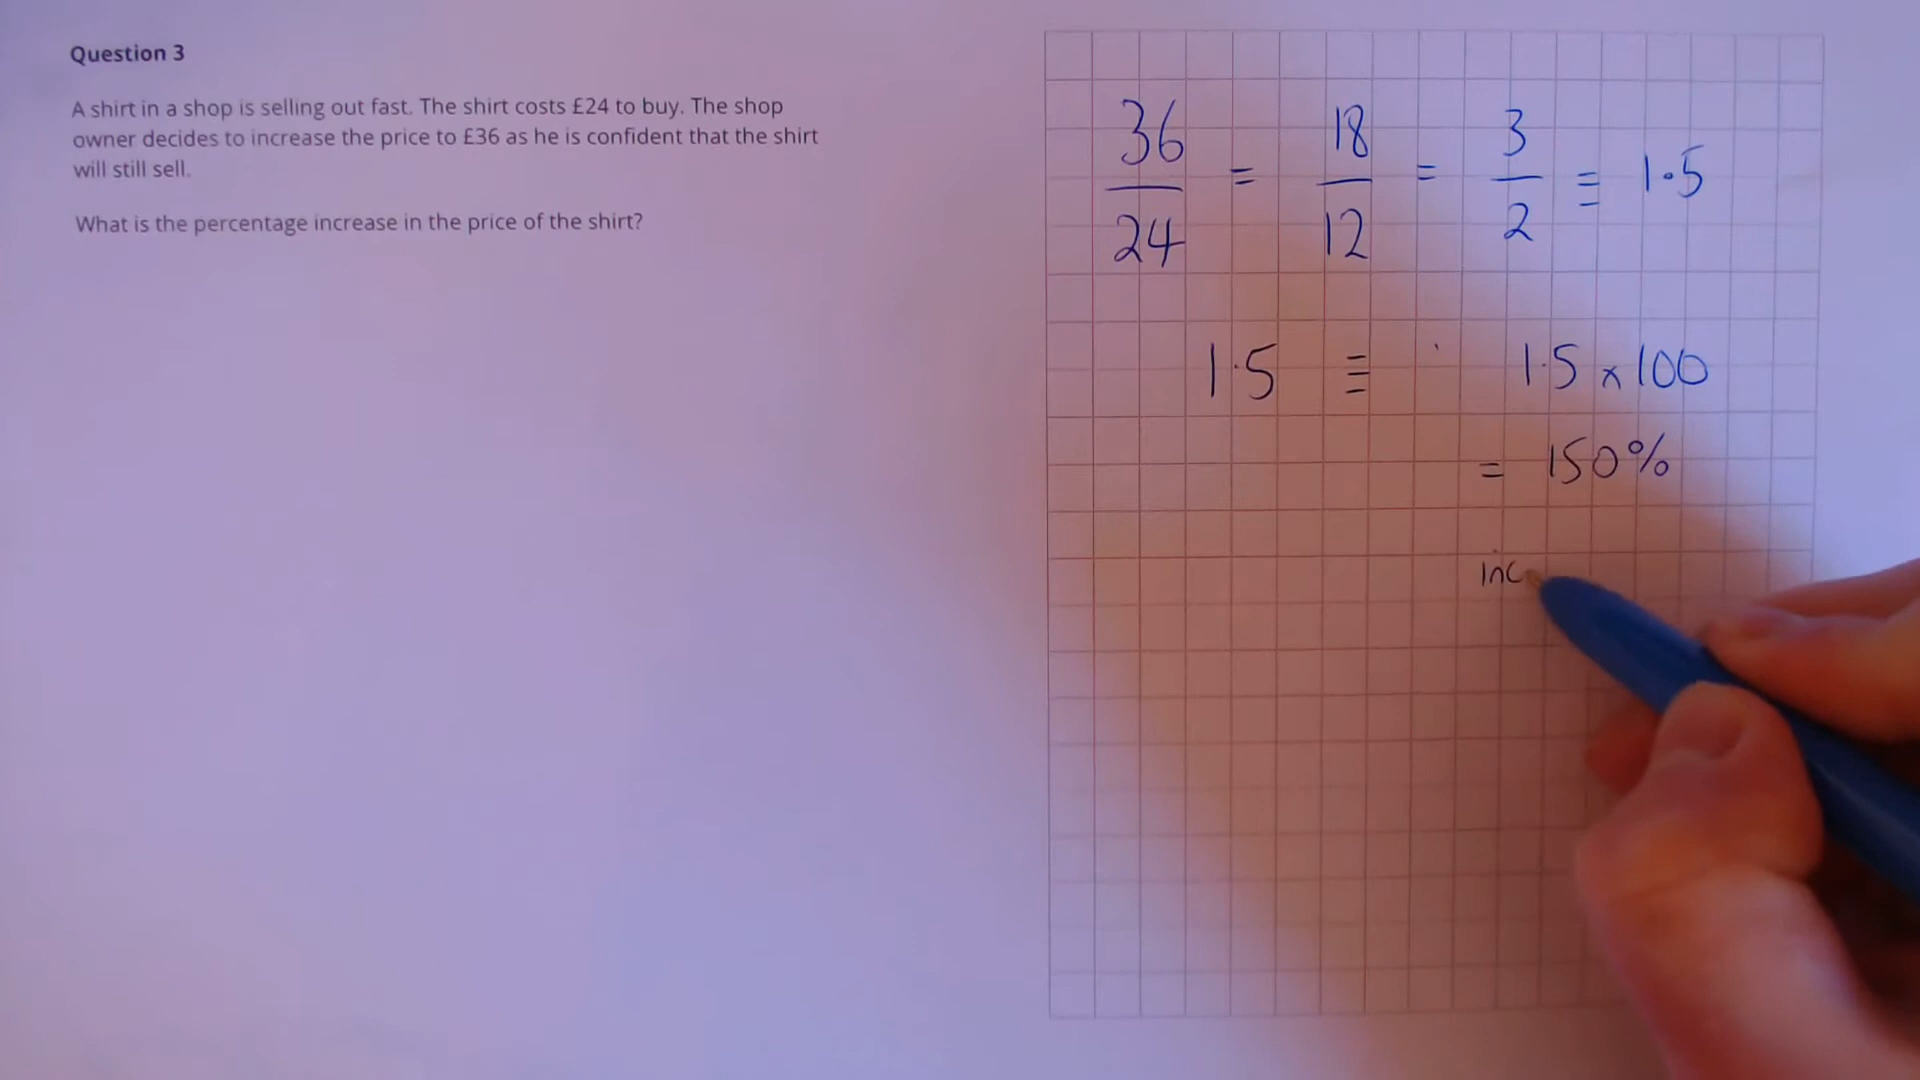 Question 3
A shirt in a shop is selling out fast. The shirt costs £24 to buy. The shop
owner decides to increase the price to £36 as he is confident that the shirt
will still sell.
What is the percentage increase in the price of the shirt?
36/24 = 18/12 = 3/2 ≡ 1.5
1.5 ≡ 1.5 × 100
= 150%
inc